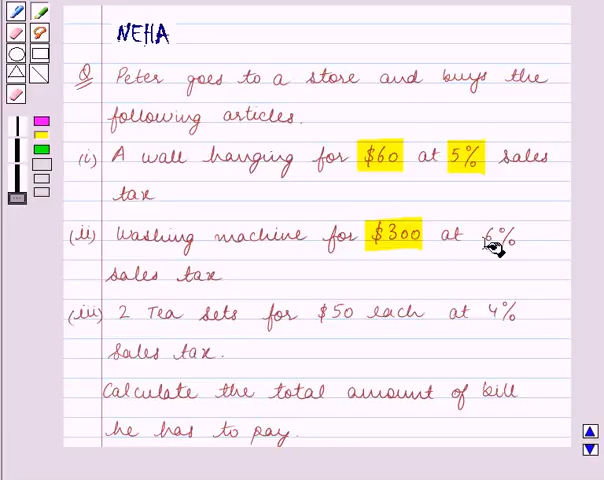 NEHA
Q Peter goes to a store and buys the
following articles.
(i) A wall hanging for $60 at 5% sales
tax
(ii) Washing machine for $300 at 6%
sales tax
(iii) 2 Tea sets for $50 each at 4%
sales tax.
Calculate the total amount of bill
he has to pay.